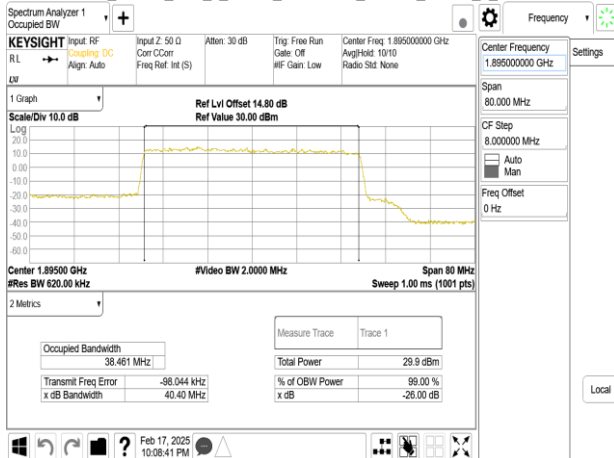 Spectrum Analyzer 1
Occupied BW
+
Frequency
KEYSIGHT
RL
LXI
Input: RF
Coupling: DC
Align: Auto
Input Z: 50 Ω
Corr CCorr
Freq Ref: Int (S)
Atten: 30 dB
Trig: Free Run
Gate: Off
#IF Gain: Low
Center Freq: 1.895000000 GHz
Avg|Hold: 10/10
Radio Std: None
Center Frequency
1.895000000 GHz
Settings
Span
80.000 MHz
CF Step
8.000000 MHz
Auto
Man
Freq Offset
0 Hz
Local
1 Graph
Scale/Div 10.0 dB
Ref Lvl Offset 14.80 dB
Ref Value 30.00 dBm
Log
20.0
10.0
0.00
-10.0
-20.0
-30.0
-40.0
-50.0
-60.0
Center 1.89500 GHz
#Video BW 2.0000 MHz
Span 80 MHz
#Res BW 620.00 kHz
Sweep 1.00 ms (1001 pts)
2 Metrics
Measure Trace
Trace 1
Occupied Bandwidth
38.461 MHz
Total Power
29.9 dBm
Transmit Freq Error
-98.044 kHz
% of OBW Power
99.00 %
x dB Bandwidth
40.40 MHz
x dB
-26.00 dB
?
Feb 17, 2025
10:08:41 PM